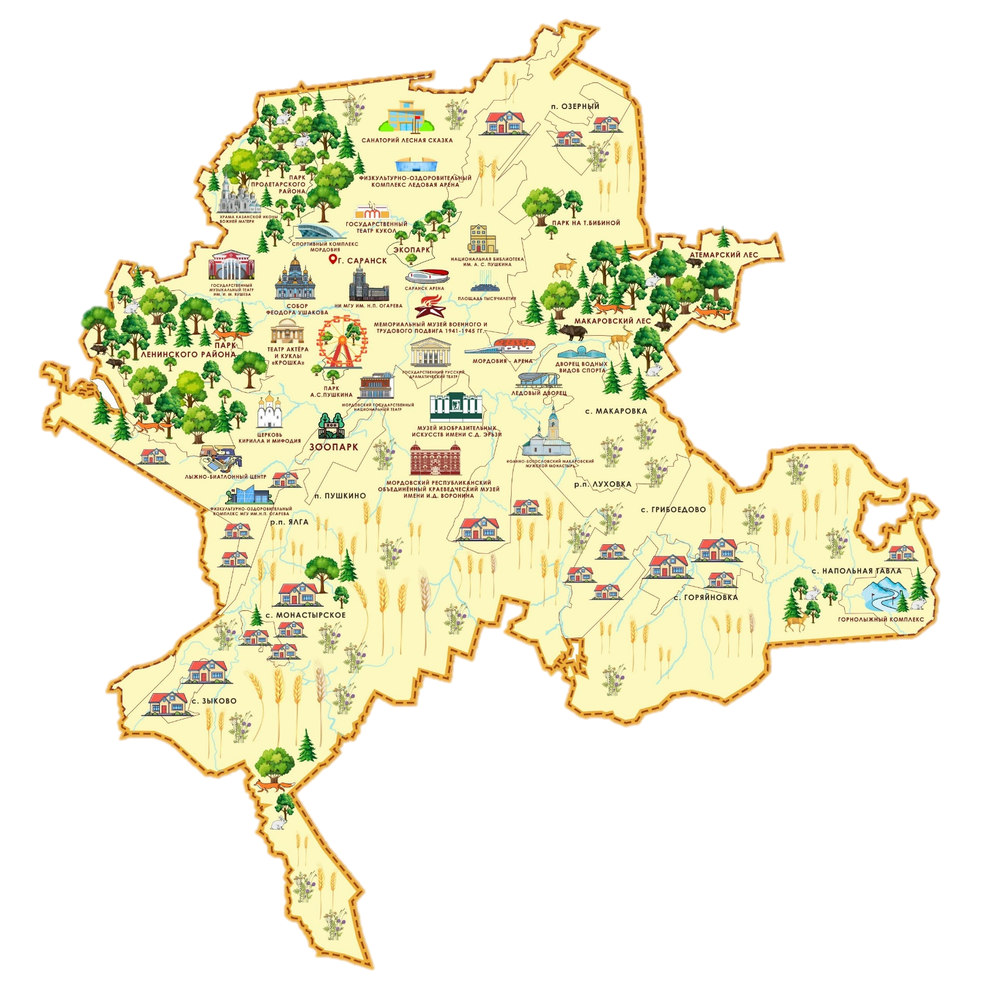 п. ОЗЕРНЫЙ
САНАТОРИЙ ЛЕСНАЯ СКАЗКА
ФИЗКУЛЬТУРНО-ОЗДОРОВИТЕЛЬНЫЙ
КОМПЛЕКС ЛЕДОВАЯ АРЕНА
ПАРК
ПРОЛЕТАРСКОГО
РАЙОНА
ХРАМА КАЗАНСКОЙ ИКОНЫ
БОЖИЕЙ МАТЕРИ
ГОСУДАРСТВЕННЫЙ
ТЕАТР КУКОЛ
ПАРК НА Т.БИБИНОЙ
СПОРТИВНЫЙ КОМПЛЕКС
МОРДОВИЯ
ЭКОПАРК
Г. САРАНСК
НАЦИОНАЛЬНАЯ БИБЛИОТЕКА
ИМ. А. С. ПУШКИНА
АТЕМАРСКИЙ ЛЕС
ГОСУДАРСТВЕННЫЙ
МУЗЫКАЛЬНЫЙ ТЕАТР
ИМ. И. М. ЯУШЕВА
САРАНСК АРЕНА
ПЛОЩАДЬ ТЫСЯЧИЛЕТИЯ
СОБОР
ФЕОДОРА УШАКОВА
НИ МГУ ИМ. Н.П. ОГАРЕВА
МАКАРОВСКИЙ ЛЕС
МЕМОРИАЛЬНЫЙ МУЗЕЙ ВОЕННОГО И
ТРУДОВОГО ПОДВИГА 1941-1945 ГГ.
ПАРК
ЛЕНИНСКОГО РАЙОНА
ТЕАТР АКТЁРА
И КУКЛЫ
«КРОШКА»
МОРДОВИЯ - АРЕНА
ДВОРЕЦ ВОДНЫХ
ВИДОВ СПОРТА
ГОСУДАРСТВЕННЫЙ РУССКИЙ
ДРАМАТИЧЕСКИЙ ТЕАТР
ПАРК
А.С.ПУШКИНА
ЛЕДОВЫЙ ДВОРЕЦ
МОРДОВСКИЙ ГОСУДАРСТВЕННЫЙ
НАЦИОНАЛЬНЫЙ ТЕАТР
с. МАКАРОВКА
ЦЕРКОВЬ
КИРИЛЛА И МИФОДИЯ
ZOO
ЗООПАРК
МУЗЕЙ ИЗОБРАЗИТЕЛЬНЫХ
ИСКУССТВ ИМЕНИ С.Д. ЭРЬЗИ
ИОАННО-БОГОСЛОВСКИЙ МАКАРОВСКИЙ
МУЖСКОЙ МОНАСТЫРЬ
ЛЫЖНО-БИАТЛОННЫЙ ЦЕНТР
МОРДОВСКИЙ РЕСПУБЛИКАНСКИЙ
ОБЪЕДИНЁННЫЙ КРАЕВЕДЧЕСКИЙ МУЗЕЙ
ИМЕНИ И.Д. ВОРОНИНА
р.п. ЛУХОВКА
п. ПУШКИНО
ФИЗКУЛЬТУРНО-ОЗДОРОВИТЕЛЬНЫЙ
КОМПЛЕКС МГУ ИМ.Н.П. ОГАРЕВА
р.п. ЯЛГА
с. ГРИБОЕДОВО
с. НАПОЛЬНАЯ ТАВЛА
с. ГОРЯЙНОВКА
с. МОНАСТЫРСКОЕ
ГОРНОЛЫЖНЫЙ КОМПЛЕКС
с. ЗЫКОВО